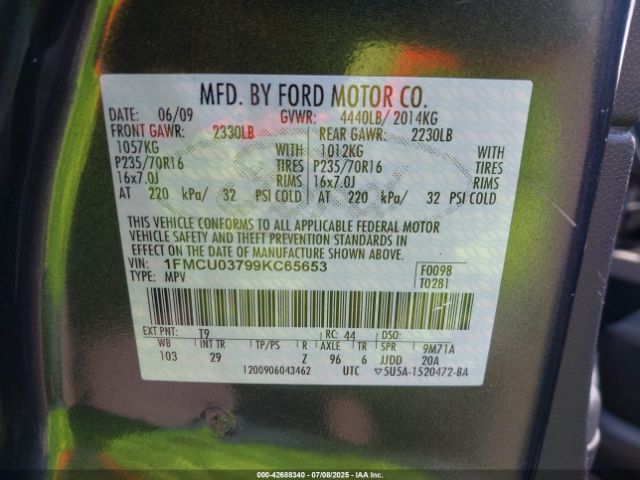 MFD. BY FORD MOTOR CO.
DATE: 06/09 GVWR: 4440LB/ 2014KG
FRONT GAWR: 2330LB REAR GAWR: 2230LB
1057KG WITH 1012KG WITH
P235/70R16 TIRES P235/70R16 TIRES
16x7.0J RIMS 16x7.0J RIMS
AT 220 kPa/ 32 PSI COLD AT 220 kPa/ 32 PSI COLD
THIS VEHICLE CONFORMS TO ALL APPLICABLE FEDERAL MOTOR
VEHICLE SAFETY AND THEFT PREVENTION STANDARDS IN
EFFECT ON THE DATE OF MANUFACTURE SHOWN ABOVE.
VIN: 1FMCU03799KC65653 F0098
TYPE: MPV T0281
EXT PNT: T9 RC: 44 DSO:
WB INT TR TP/PS R AXLE TR SPR 9M71A
103 29 Z 96 6 JJDD 20A
1200906043462 UTC ▽5U5A-1520472-BA
000-42688340 - 07/08/2025 - IAA Inc.